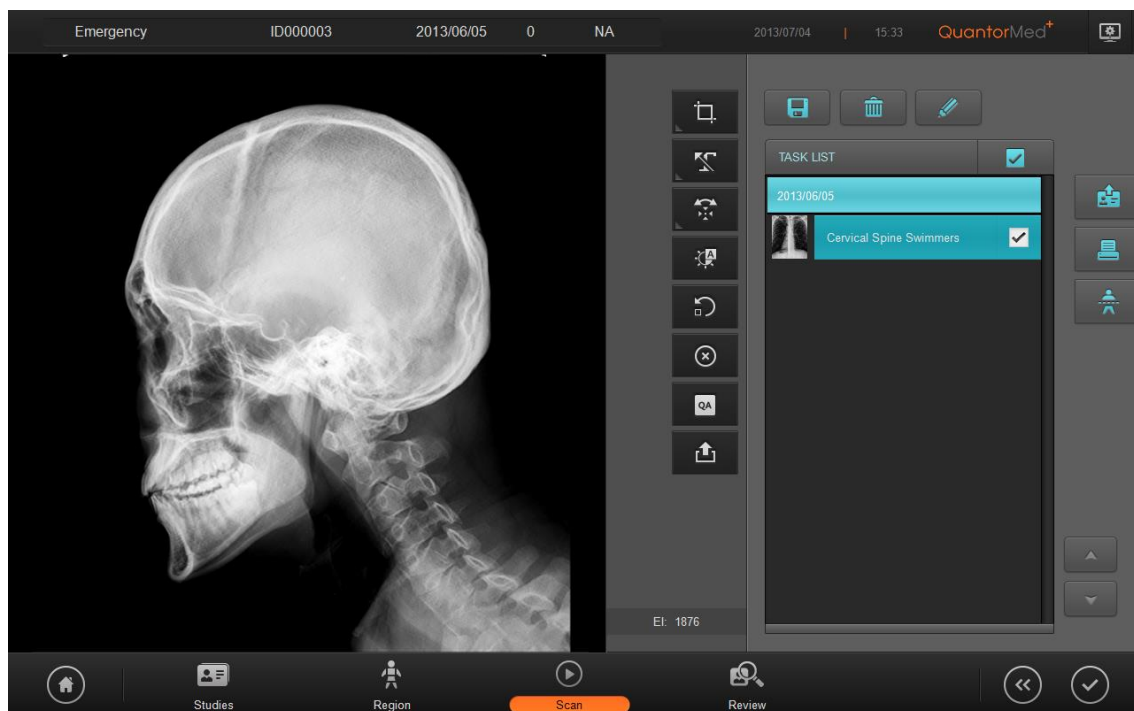 Emergency ID000003 2013/06/05 0 NA 2013/07/04 | 15:33 QuantorMed+
TASK LIST
2013/06/05
A
Cervical Spine Swimmers
QA
EI: 1876
Studies Region Scan Review